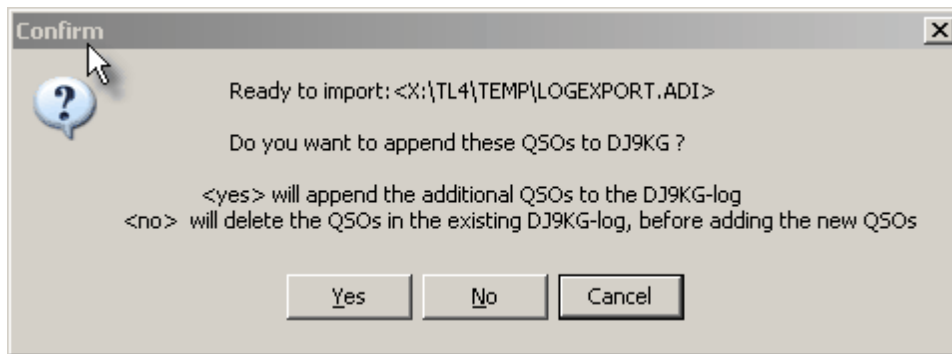 Confirm
Ready to import:<X:\TL4\TEMP\LOGEXPORT.ADI>
Do you want to append these QSOs to DJ9KG ?
<yes> will append the additional QSOs to the DJ9KG-log
<no> will delete the QSOs in the existing DJ9KG-log, before adding the new QSOs
Yes No Cancel